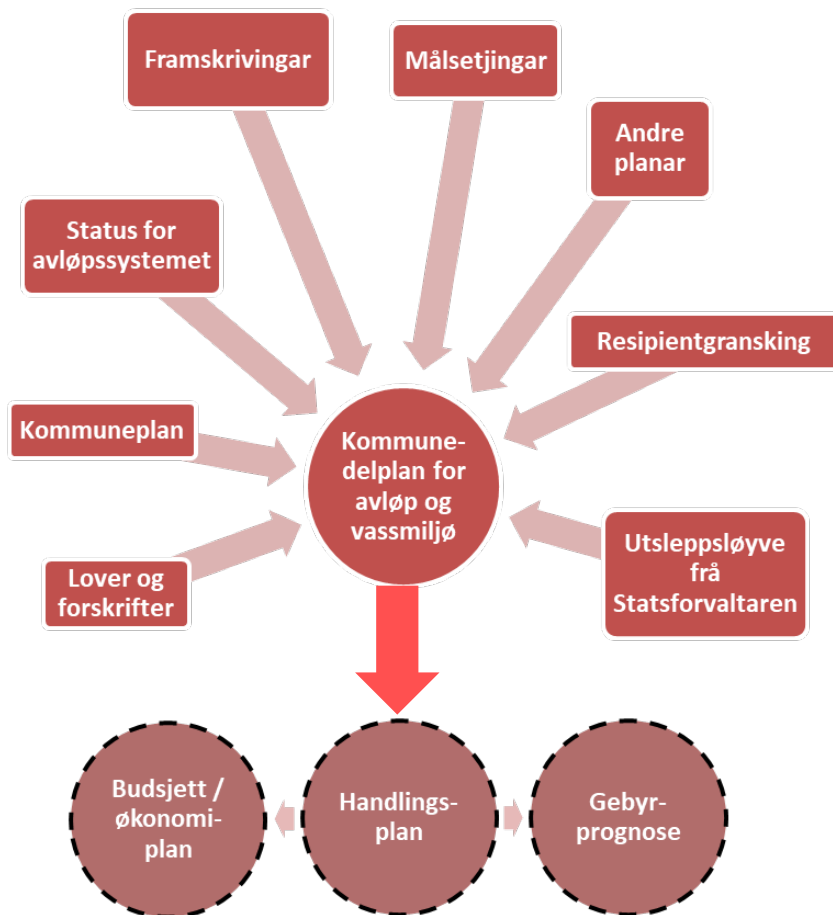 Framskrivingar
Målsetjingar
Andre
planar
Status for
avløpssystemet
Resipientgransking
Kommuneplan
Kommune-
delplan for
avløp og
vassmiljø
Utsleppsløyve
frå
Statsforvaltaren
Lover og
forskrifter
Budsjett /
økonomi-
plan
Handlings-
plan
Gebyr-
prognose